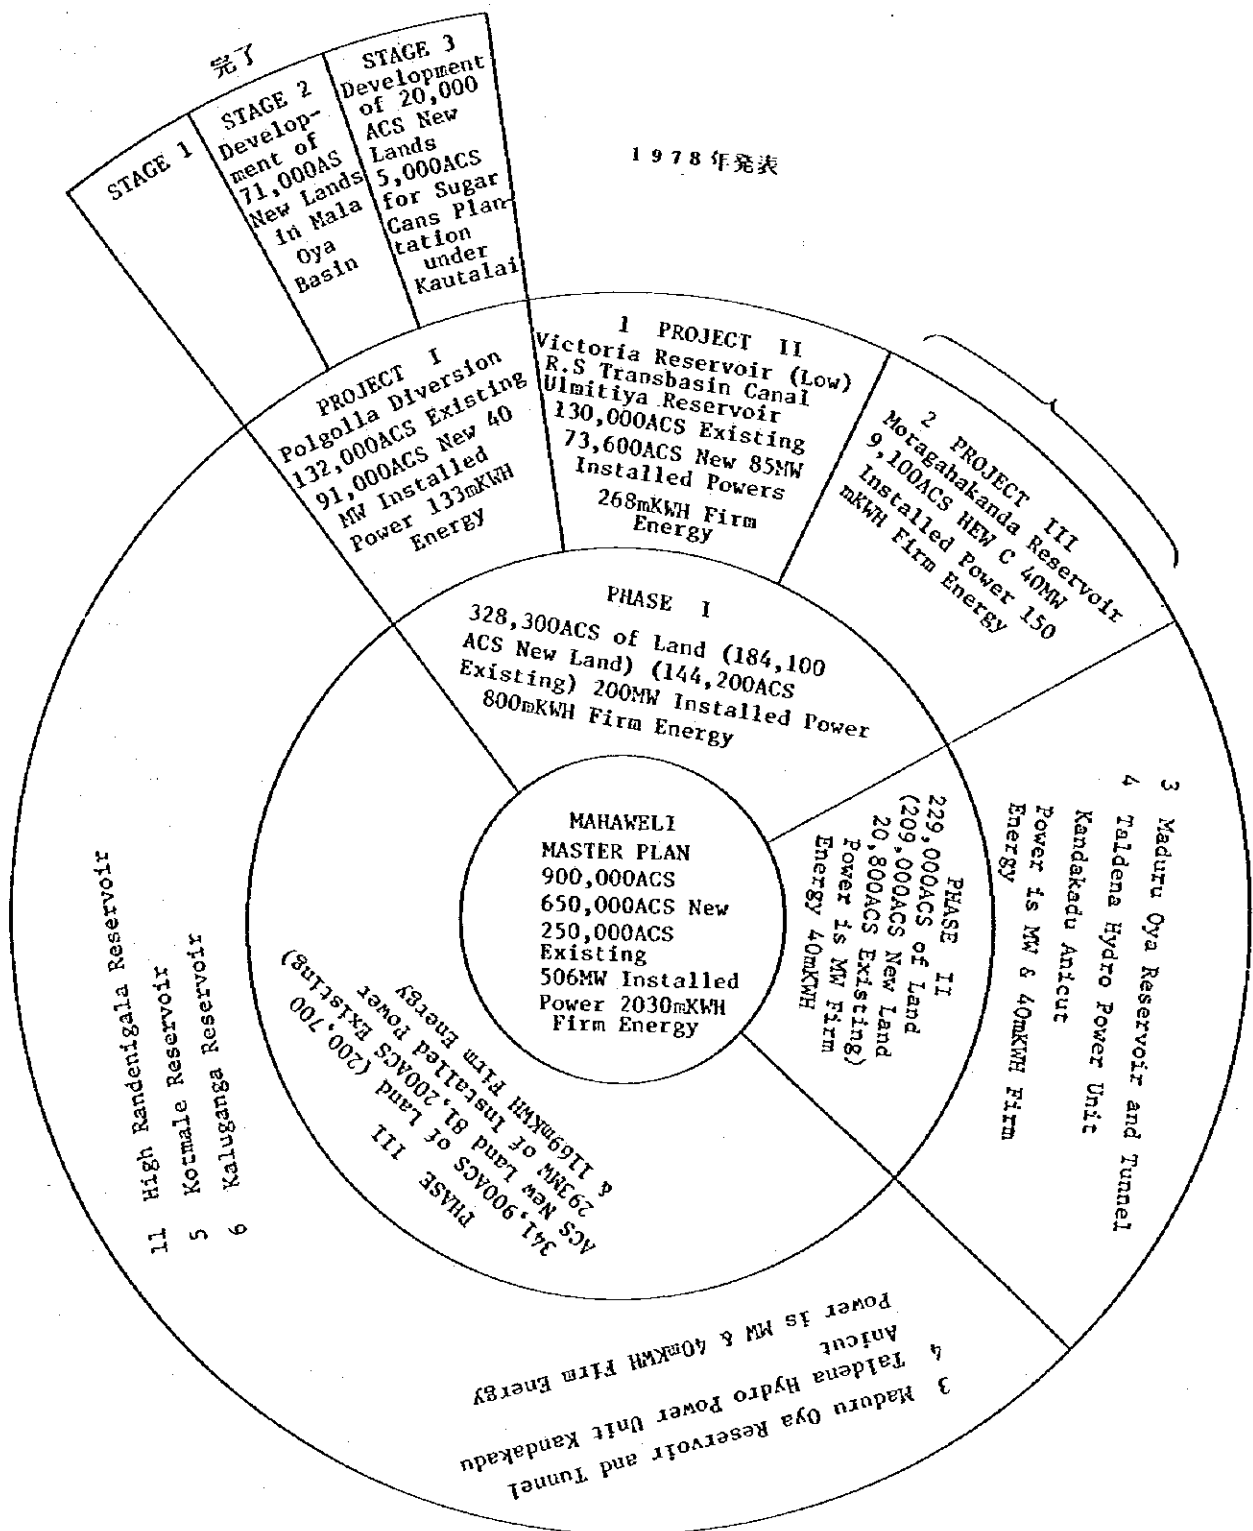 完了
1978年発表
STAGE 1
STAGE 2
Develop-
ment of
71,000AS
New Lands
in Mala
Oya
Basin
STAGE 3
Development
of 20,000
ACS New
Lands
5,000ACS
for Sugar
Cans Plan-
tation
under
Kautalai
PROJECT I
Polgolla Diversion
132,000ACS Existing
91,000ACS New 40
MW Installed
Power 133mKWH
Energy
1 PROJECT II
Victoria Reservoir (Low)
R.S Transbasin Canal
Ulmitiya Reservoir
130,000ACS Existing
73,600ACS New 85MW
Installed Powers
268mKWH Firm
Energy
2 PROJECT III
Moragahakanda Reservoir
9,100ACS HEW C 40MW
Installed Power 150
mKWH Firm Energy
PHASE I
328,300ACS of Land (184,100
ACS New Land) (144,200ACS
Existing) 200MW Installed Power
800mKWH Firm Energy
MAHAWELI
MASTER PLAN
900,000ACS
650,000ACS New
250,000ACS
Existing
506MW Installed
Power 2030mKWH
Firm Energy
PHASE II
229,000ACS of Land
(209,000ACS New Land
20,800ACS Existing)
Power is MW Firm
Energy 40mKWH
3 Maduru Oya Reservoir and Tunnel
4 Taldena Hydro Power Unit
Kandakadu Anicut
Power is MW & 40mKWH Firm
Energy
PHASE III
341,900ACS of Land (200,700
ACS New Land 81,200ACS Existing)
293MW of Installed Power
& 1169mKWH Firm Energy
11 High Randenigala Reservoir
5 Kotmale Reservoir
6 Kaluganga Reservoir
3 Maduru Oya Reservoir and Tunnel
4 Taldena Hydro Power Unit Kandakadu
Anicut
Power is MW & 40mKWH Firm Energy